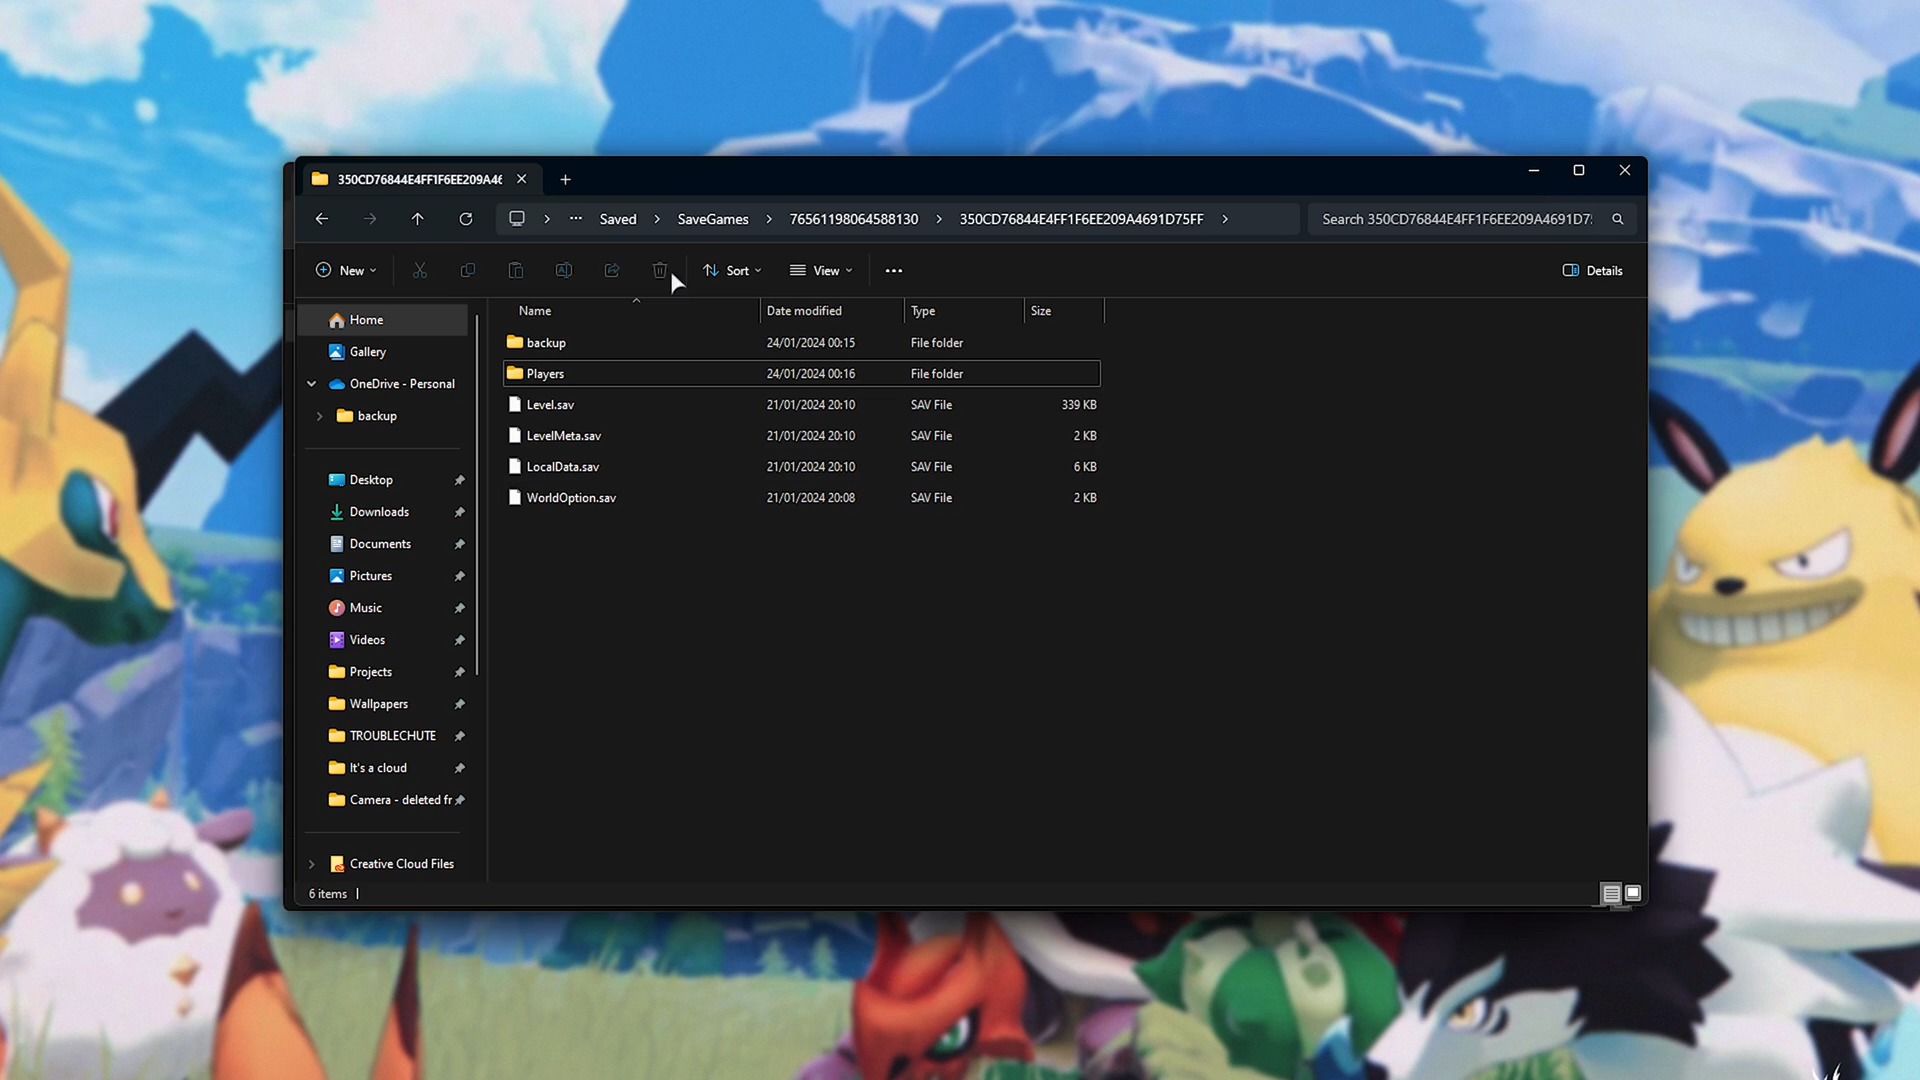 350CD76844E4FF1F6EE209A46
Saved
SaveGames
76561198064588130
350CD76844E4FF1F6EE209A4691D75FF
Search 350CD76844E4FF1F6EE209A4691D7
New
Sort
View
Details
Name Date modified Type Size
backup 24/01/2024 00:15 File folder
Players 24/01/2024 00:16 File folder
Level.sav 21/01/2024 20:10 SAV File 339 KB
LevelMeta.sav 21/01/2024 20:10 SAV File 2 KB
LocalData.sav 21/01/2024 20:10 SAV File 6 KB
WorldOption.sav 21/01/2024 20:08 SAV File 2 KB
Home
Gallery
OneDrive - Personal
backup
Desktop
Downloads
Documents
Pictures
Music
Videos
Projects
Wallpapers
TROUBLECHUTE
It's a cloud
Camera - deleted fr
Creative Cloud Files
6 items